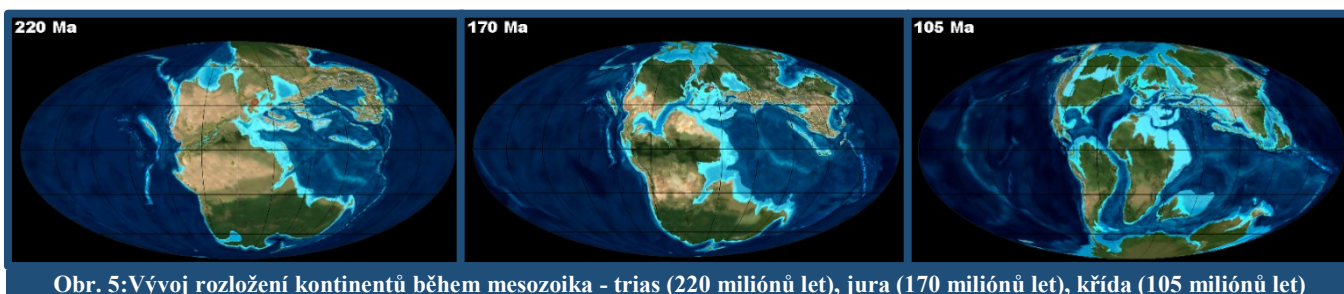 220 Ma
170 Ma
105 Ma
Obr. 5:Vývoj rozložení kontinentů během mesozoika - trias (220 miliónů let), jura (170 miliónů let), křída (105 miliónů let)